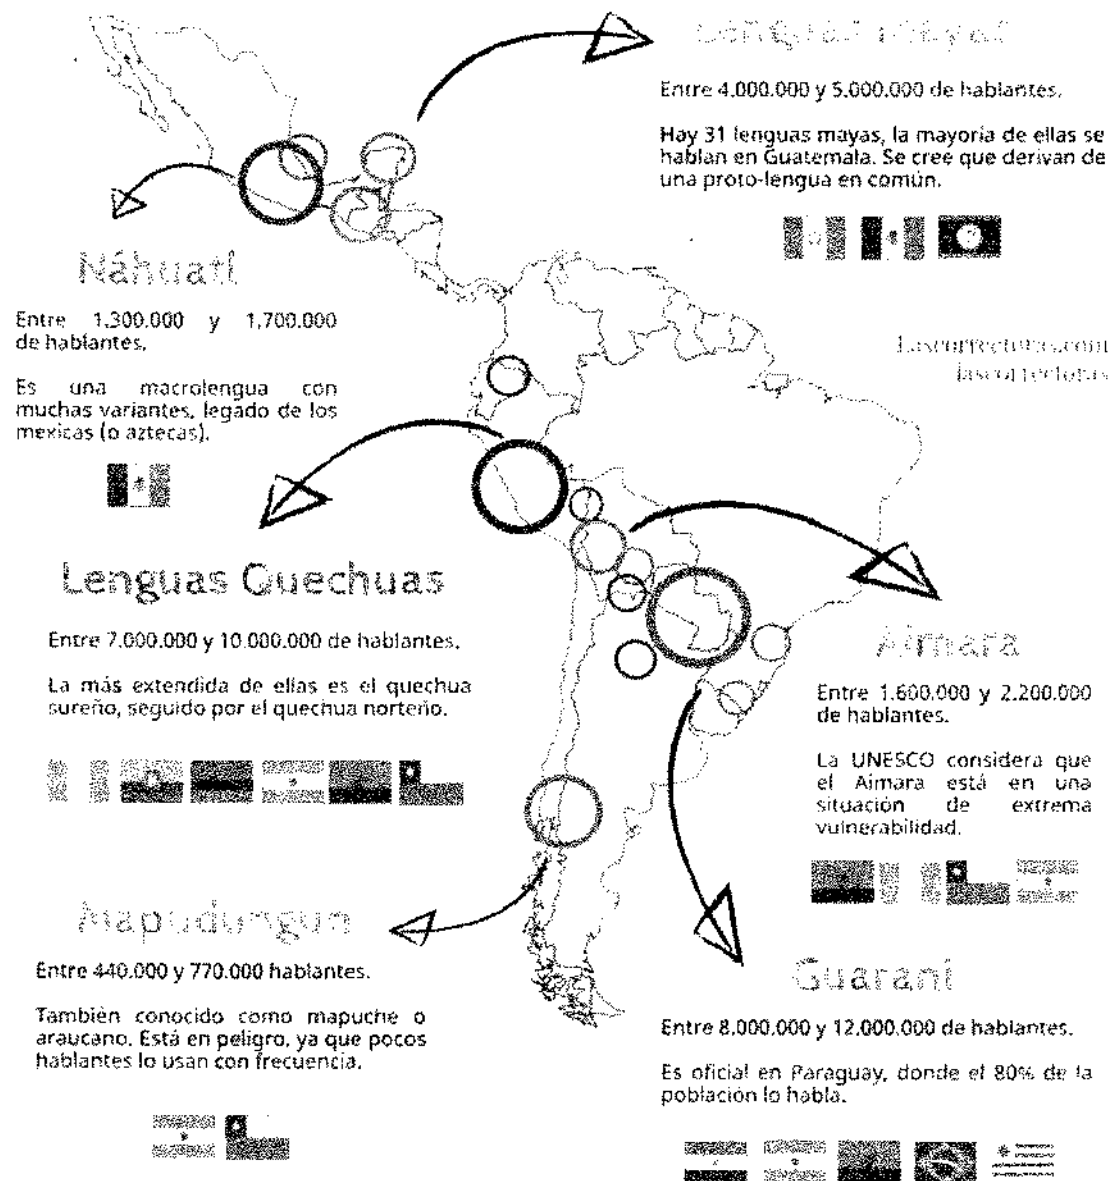 Lenguas Mayas
Entre 4.000.000 y 5.000.000 de hablantes.
Hay 31 lenguas mayas, la mayoría de ellas se
hablan en Guatemala. Se cree que derivan de
una proto-lengua en común.
Náhuatl
Entre 1.300.000 y 1.700.000
de hablantes.
Es una macrolengua con
muchas variantes, legado de los
mexicas (o aztecas).
Lascorrectoras.com
lascorrectoras
Lenguas Quechuas
Entre 7.000.000 y 10.000.000 de hablantes.
La más extendida de ellas es el quechua
sureño, seguido por el quechua norteño.
Aimara
Entre 1.600.000 y 2.200.000
de hablantes.
La UNESCO considera que
el Aimara está en una
situación de extrema
vulnerabilidad.
Mapudungun
Entre 440.000 y 770.000 hablantes.
También conocido como mapuche o
araucano. Está en peligro, ya que pocos
hablantes lo usan con frecuencia.
Guaraní
Entre 8.000.000 y 12.000.000 de hablantes.
Es oficial en Paraguay, donde el 80% de la
población lo habla.